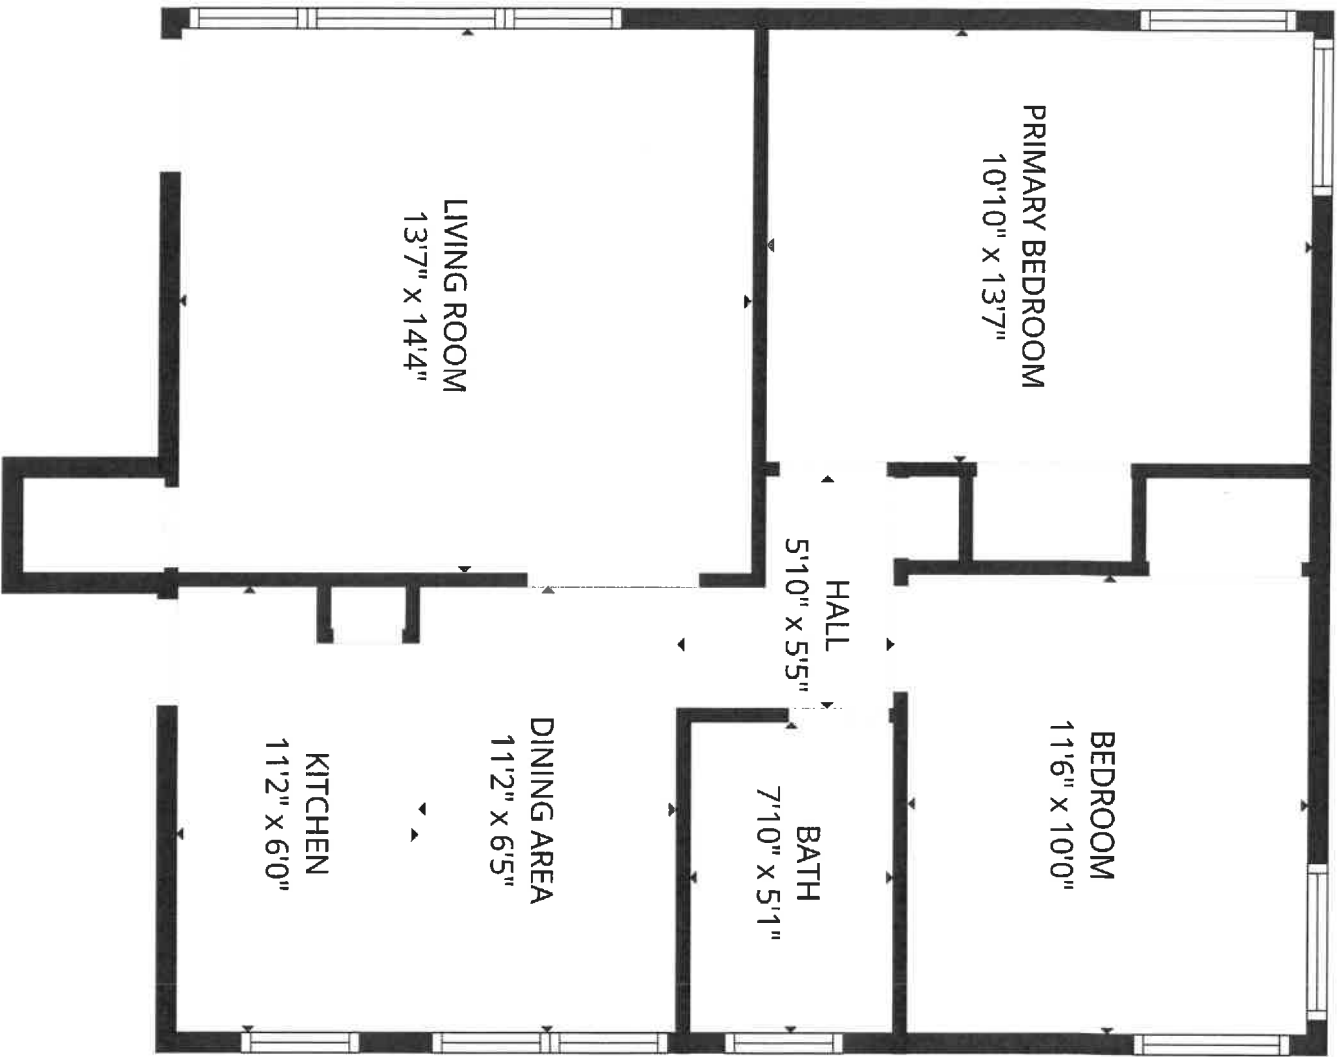 PRIMARY BEDROOM
10'10" x 13'7"
LIVING ROOM
13'7" x 14'4"
HALL
5'10" x 5'5"
BEDROOM
11'6" x 10'0"
BATH
7'10" x 5'1"
DINING AREA
11'2" x 6'5"
KITCHEN
11'2" x 6'0"